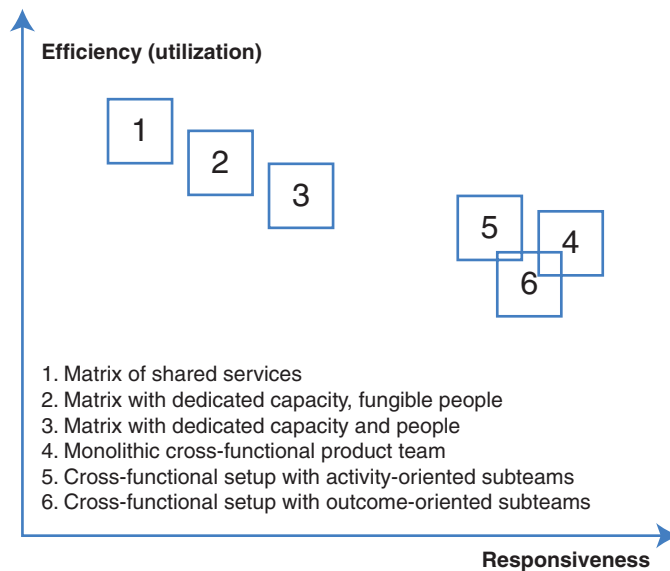 Efficiency (utilization)
1
2
3
5
4
6
1. Matrix of shared services
2. Matrix with dedicated capacity, fungible people
3. Matrix with dedicated capacity and people
4. Monolithic cross-functional product team
5. Cross-functional setup with activity-oriented subteams
6. Cross-functional setup with outcome-oriented subteams
Responsiveness